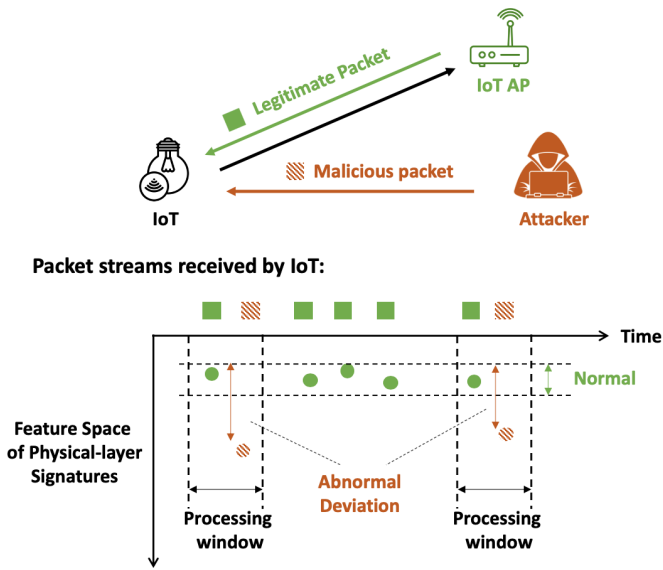 Legitimate Packet
IoT AP
Malicious packet
IoT
Attacker
Packet streams received by IoT:
Time
Normal
Feature Space
of Physical-layer
Signatures
Abnormal
Deviation
Processing
window
Processing
window